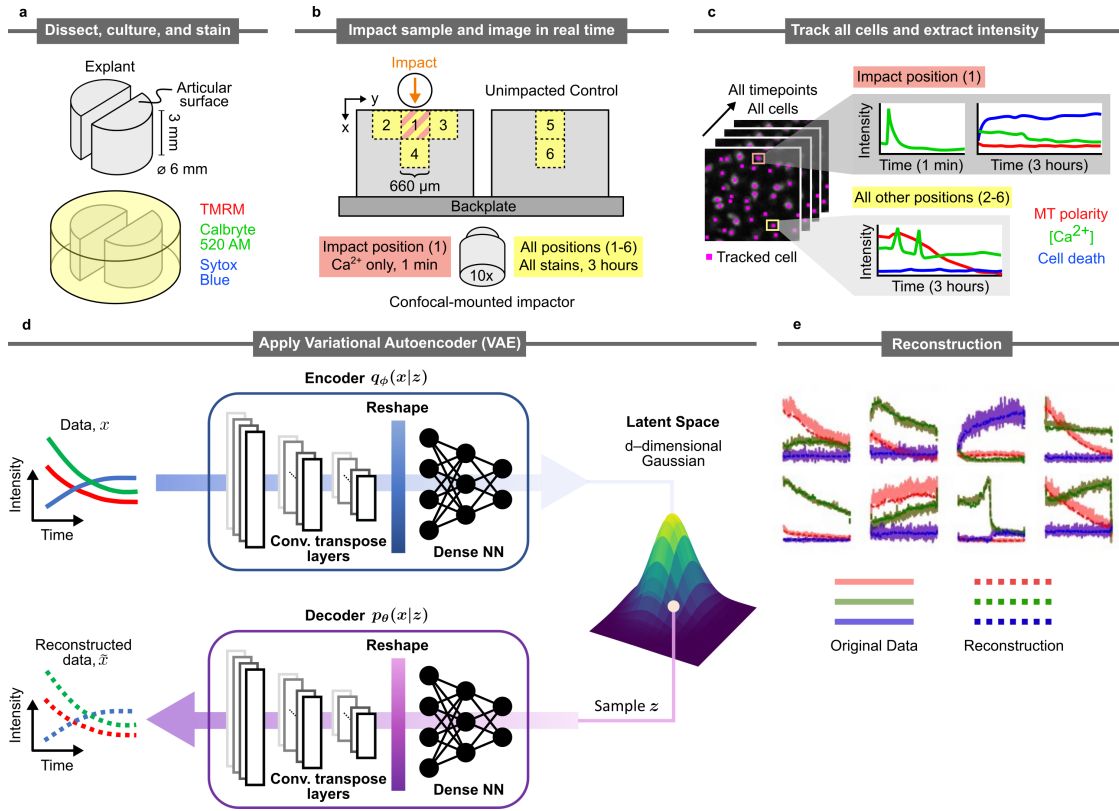 a
Dissect, culture, and stain
Explant
Articular
surface
3 mm
⌀ 6 mm
TMRM
Calbryte
520 AM
Sytox
Blue
b
Impact sample and image in real time
Impact
y
x
2
1
3
4
660 µm
Unimpacted Control
5
6
Backplate
Impact position (1)
Ca²⁺ only, 1 min
10x
All positions (1-6)
All stains, 3 hours
Confocal-mounted impactor
c
Track all cells and extract intensity
All timepoints
All cells
Tracked cell
Impact position (1)
Intensity
Time (1 min)
Time (3 hours)
All other positions (2-6)
Intensity
Time (3 hours)
MT polarity
[Ca²⁺]
Cell death
d
Apply Variational Autoencoder (VAE)
Encoder qϕ(x|z)
Data, x
Intensity
Time
Reshape
Conv. transpose
layers
Dense NN
Latent Space
d–dimensional
Gaussian
Sample z
Decoder pθ(x|z)
Reconstructed
data, x̃
Intensity
Time
Reshape
Conv. transpose
layers
Dense NN
e
Reconstruction
Original Data
Reconstruction